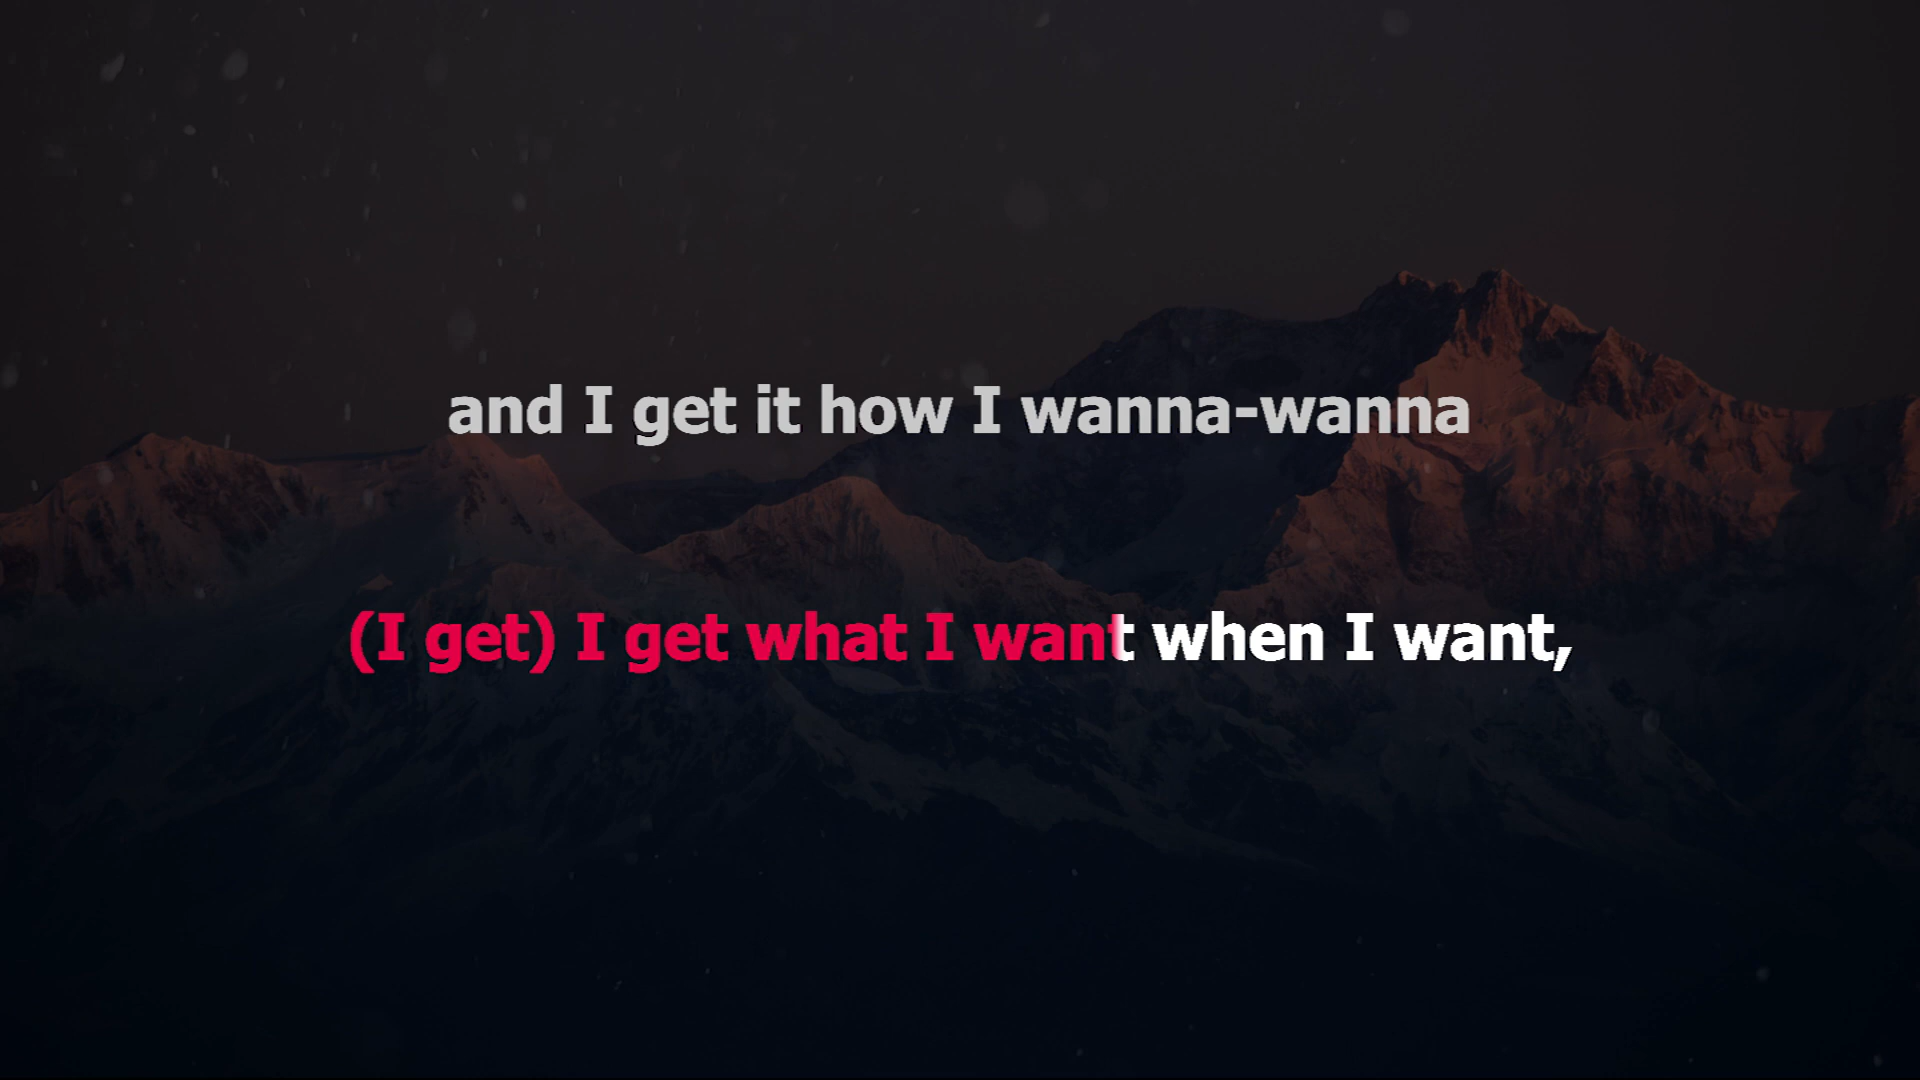 and I get it how I wanna-wanna
(I get) I get what I want when I want,